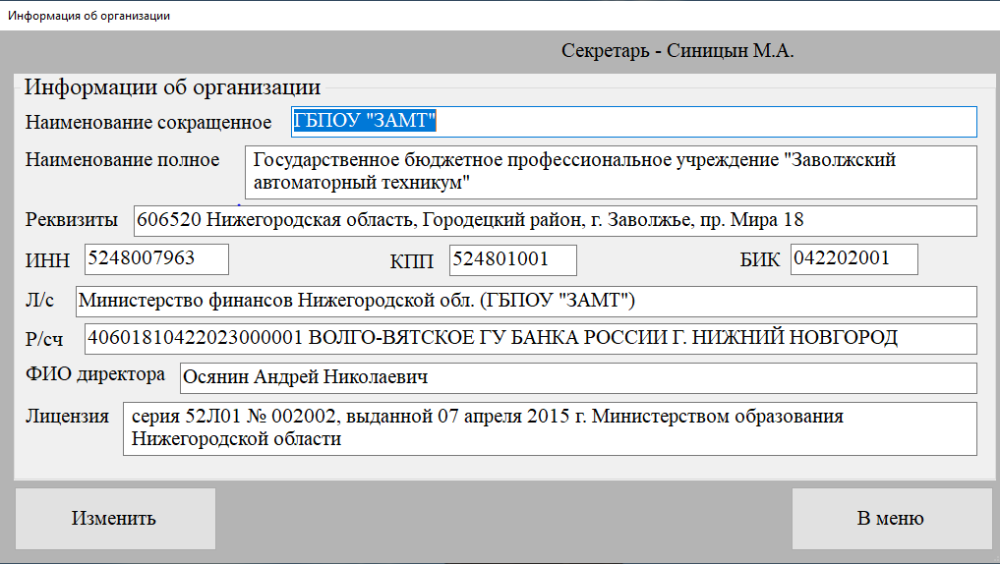 Информация об организации
Секретарь - Синицын М.А.
Информации об организации
Наименование сокращенное ГБПОУ "ЗАМТ"
Наименование полное Государственное бюджетное профессиональное учреждение "Заволжский
автоматорный техникум"
Реквизиты 606520 Нижегородская область, Городецкий район, г. Заволжье, пр. Мира 18
ИНН 5248007963 КПП 524801001 БИК 042202001
Л/с Министерство финансов Нижегородской обл. (ГБПОУ "ЗАМТ")
Р/сч 40601810422023000001 ВОЛГО-ВЯТСКОЕ ГУ БАНКА РОССИИ Г. НИЖНИЙ НОВГОРОД
ФИО директора Осянин Андрей Николаевич
Лицензия серия 52Л01 № 002002, выданной 07 апреля 2015 г. Министерством образования
Нижегородской области
Изменить В меню